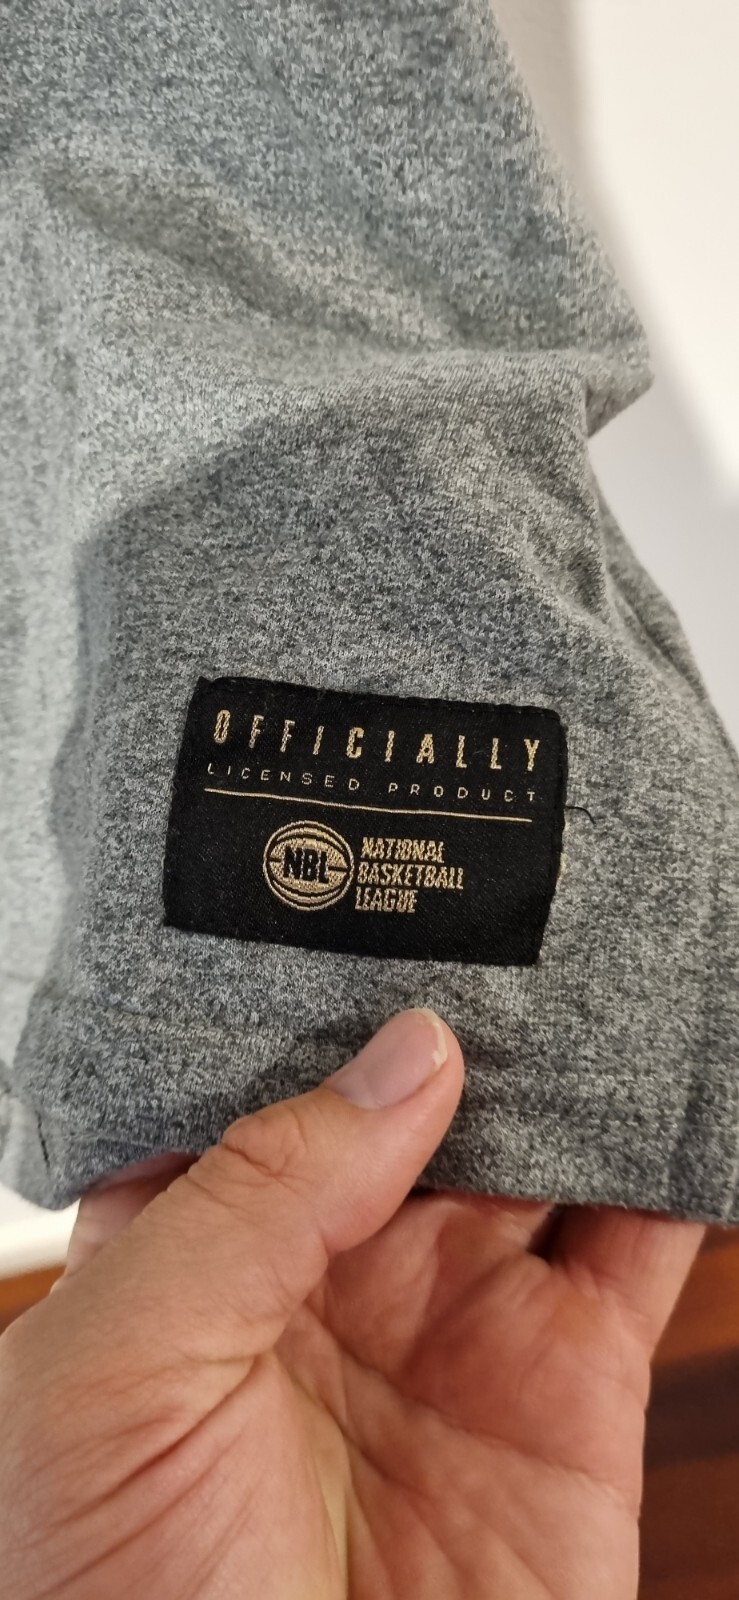 OFFICIALLY
LICENSED PRODUCT
NBL
NATIONAL
BASKETBALL
LEAGUE